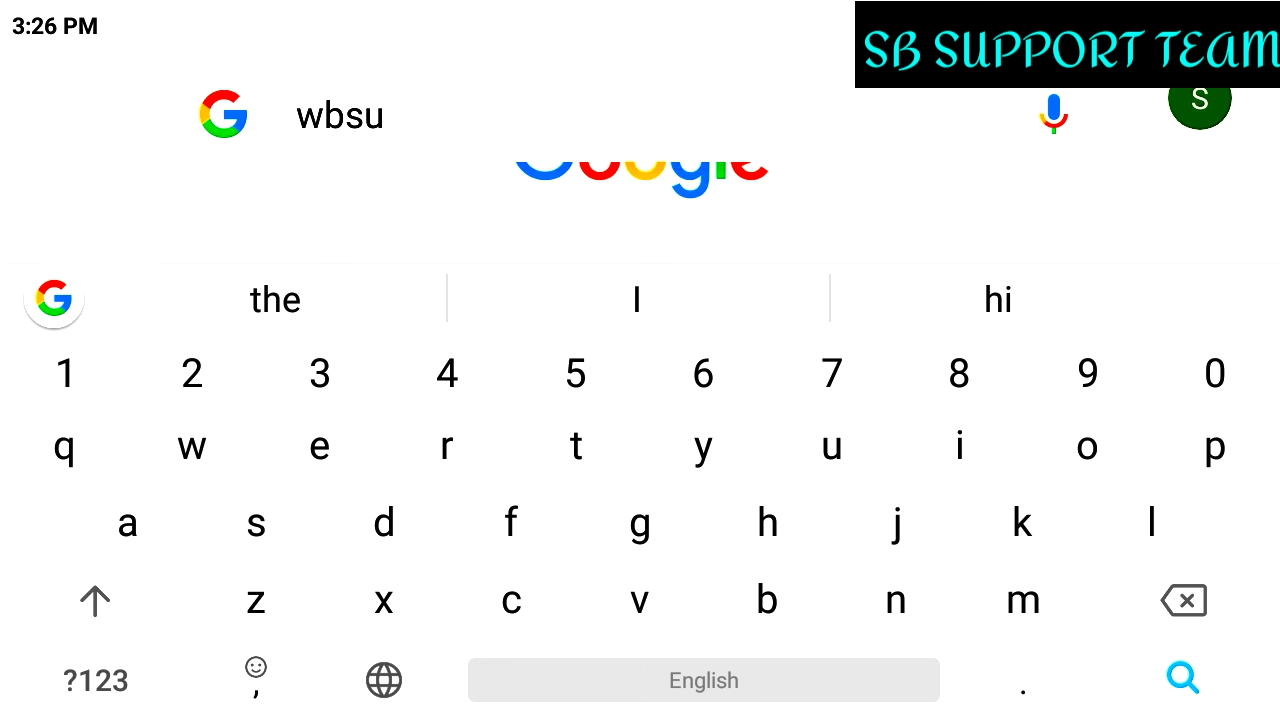 3:26 PM
SB SUPPORT TEAM
wbsu
S
Google
the I hi
1 2 3 4 5 6 7 8 9 0
q w e r t y u i o p
a s d f g h j k l
z x c v b n m
?123 , English .